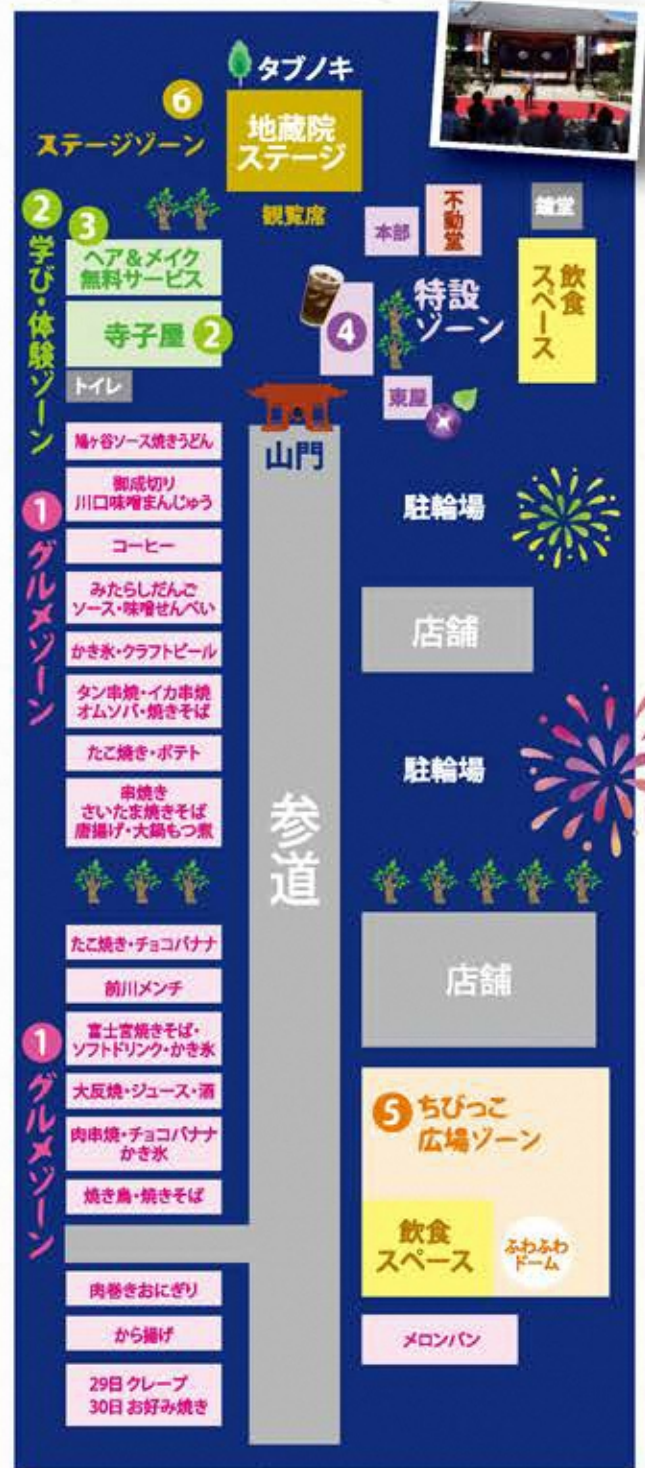 タブノキ
6
ステージゾーン
地蔵院
ステージ
観覧席
本部
不動堂
鐘堂
2
学び・体験ゾーン
3
ヘア＆メイク
無料サービス
寺子屋 2
トイレ
4
特設
ゾーン
飲食
スペース
東屋
山門
駐輪場
店舗
駐輪場
参道
店舗
1
グルメゾーン
鳩ヶ谷ソース焼きうどん
御成切り
川口味噌まんじゅう
コーヒー
みたらしだんご
ソース・味噌せんべい
かき氷・クラフトビール
タン串焼・イカ串焼
オムソバ・焼きそば
たこ焼き・ポテト
串焼き
さいたま焼きそば
唐揚げ・大鍋もつ煮
1
グルメゾーン
たこ焼き・チョコバナナ
前川メンチ
富士宮焼きそば・
ソフトドリンク・かき氷
大反焼・ジュース・酒
肉串焼・チョコバナナ
かき氷
焼き鳥・焼きそば
肉巻きおにぎり
から揚げ
29日 クレープ
30日 お好み焼き
5 ちびっこ
広場ゾーン
飲食
スペース
ふわふわ
ドーム
メロンパン